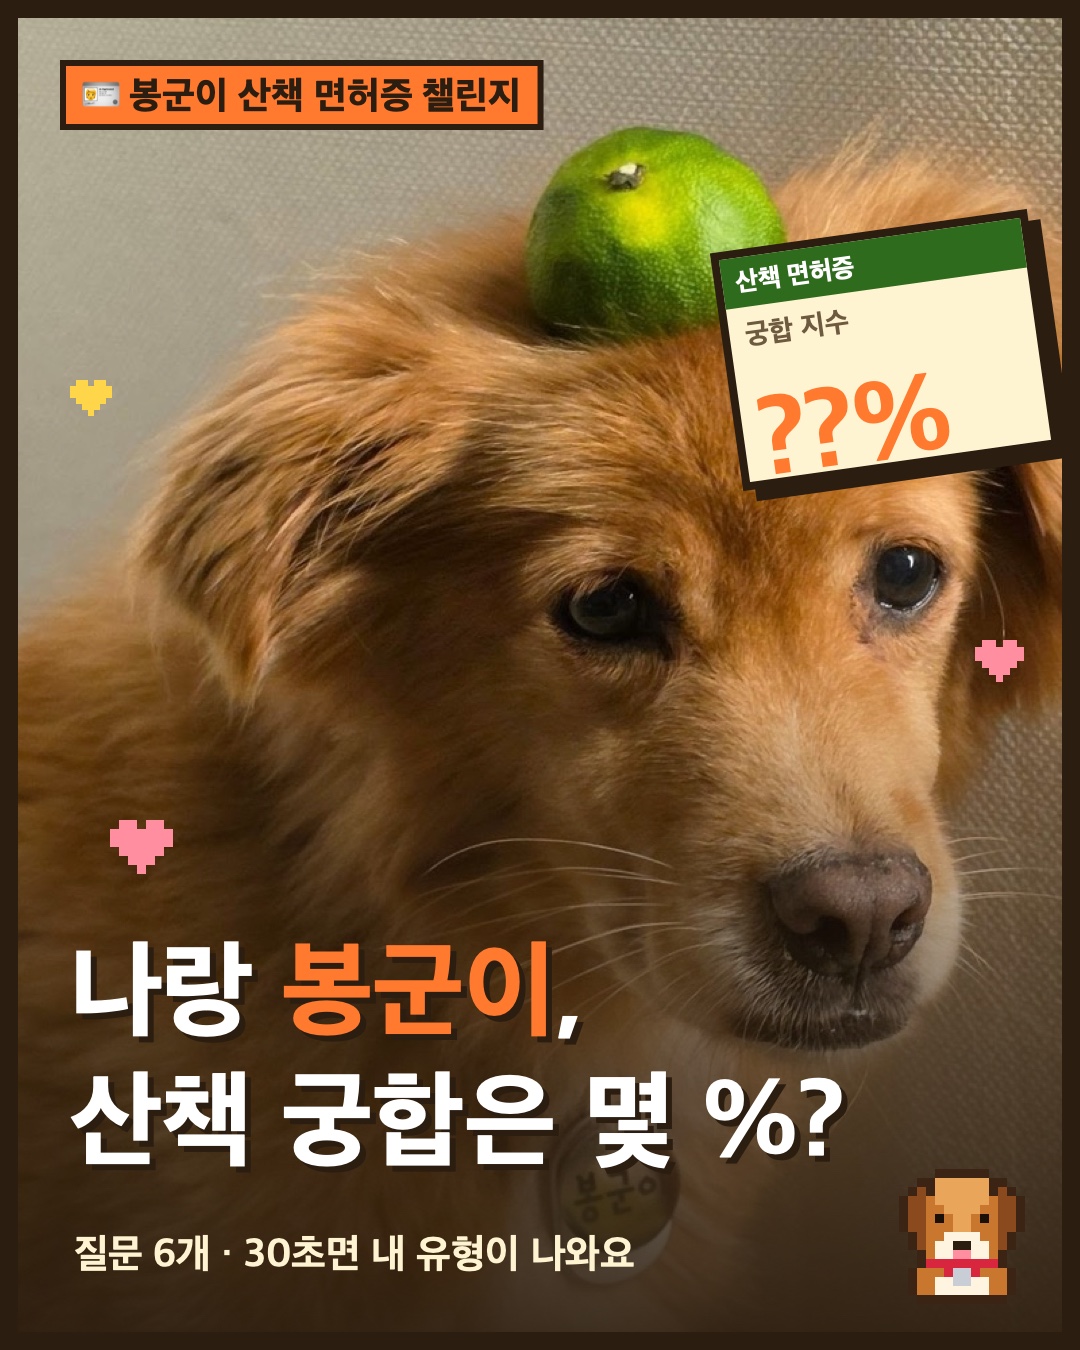 봉군이 산책 면허증 챌린지
산책 면허증
궁합 지수
??%
나랑 봉군이,
산책 궁합은 몇 %?
봉군이
질문 6개 · 30초면 내 유형이 나와요